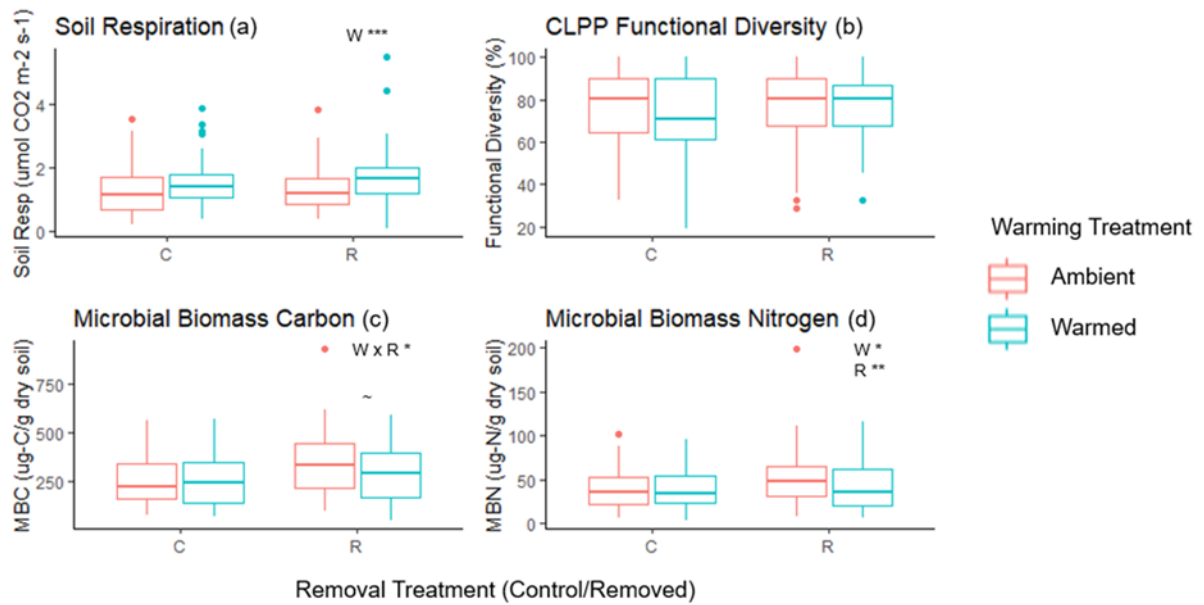 Soil Respiration (a)
W ***
Soil Resp (umol CO2 m-2 s-1)
4
2
0
C
R
CLPP Functional Diversity (b)
Functional Diversity (%)
100
80
60
40
20
C
R
Warming Treatment
Ambient
Warmed
Microbial Biomass Carbon (c)
W x R *
~
MBC (ug-C/g dry soil)
750
500
250
C
R
Microbial Biomass Nitrogen (d)
W *
R **
MBN (ug-N/g dry soil)
200
150
100
50
0
C
R
Removal Treatment (Control/Removed)